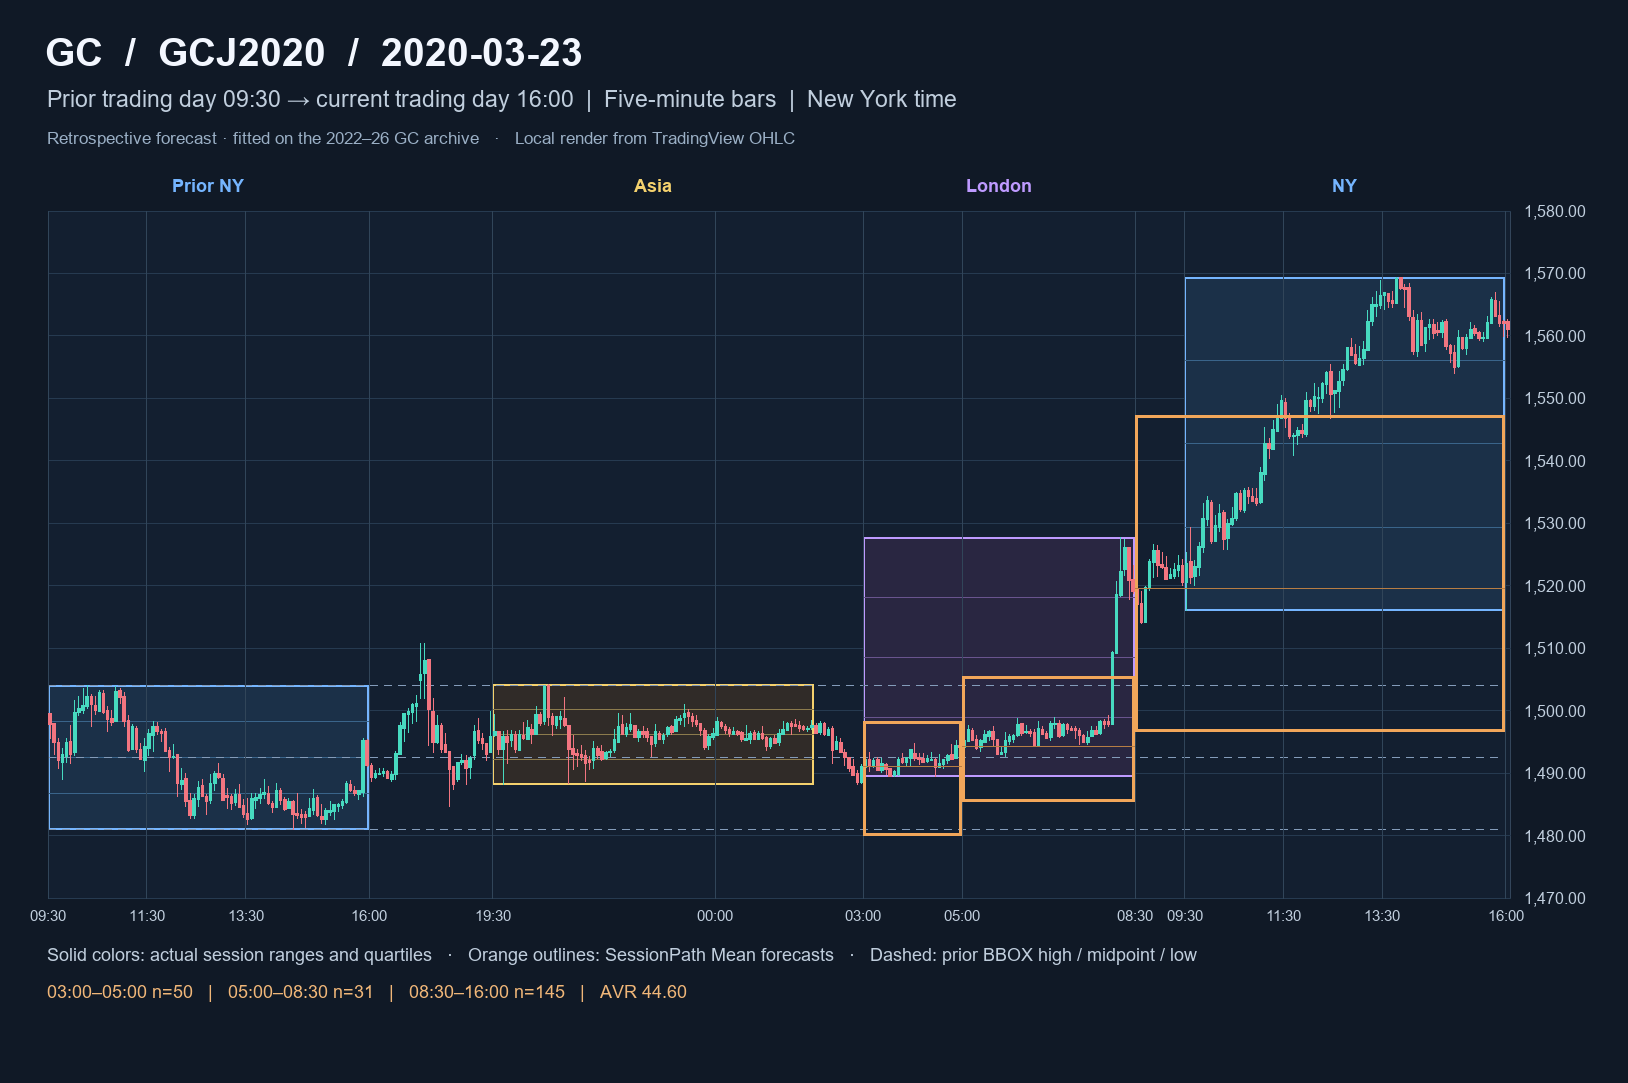 GC / GCJ2020 / 2020-03-23
Prior trading day 09:30 → current trading day 16:00 | Five-minute bars | New York time
Retrospective forecast · fitted on the 2022–26 GC archive · Local render from TradingView OHLC
Prior NY Asia London NY
1,580.00
1,570.00
1,560.00
1,550.00
1,540.00
1,530.00
1,520.00
1,510.00
1,500.00
1,490.00
1,480.00
1,470.00
09:30 11:30 13:30 16:00 19:30 00:00 03:00 05:00 08:30 09:30 11:30 13:30 16:00
Solid colors: actual session ranges and quartiles · Orange outlines: SessionPath Mean forecasts · Dashed: prior BBOX high / midpoint / low
03:00–05:00 n=50 | 05:00–08:30 n=31 | 08:30–16:00 n=145 | AVR 44.60